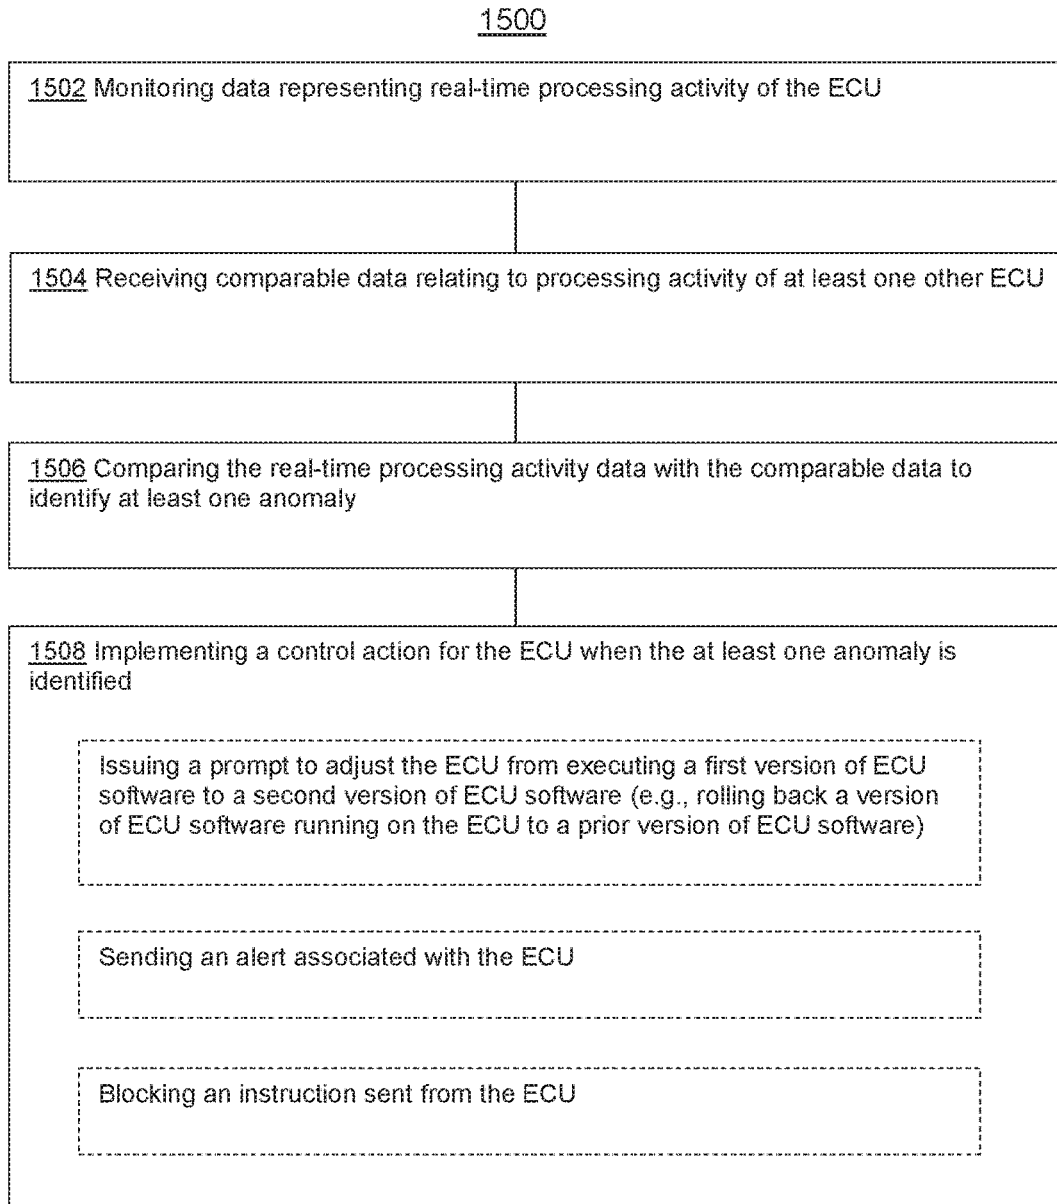 1500
1502 Monitoring data representing real-time processing activity of the ECU
1504 Receiving comparable data relating to processing activity of at least one other ECU
1506 Comparing the real-time processing activity data with the comparable data to
identify at least one anomaly
1508 Implementing a control action for the ECU when the at least one anomaly is
identified
Issuing a prompt to adjust the ECU from executing a first version of ECU
software to a second version of ECU software (e.g., rolling back a version
of ECU software running on the ECU to a prior version of ECU software)
Sending an alert associated with the ECU
Blocking an instruction sent from the ECU